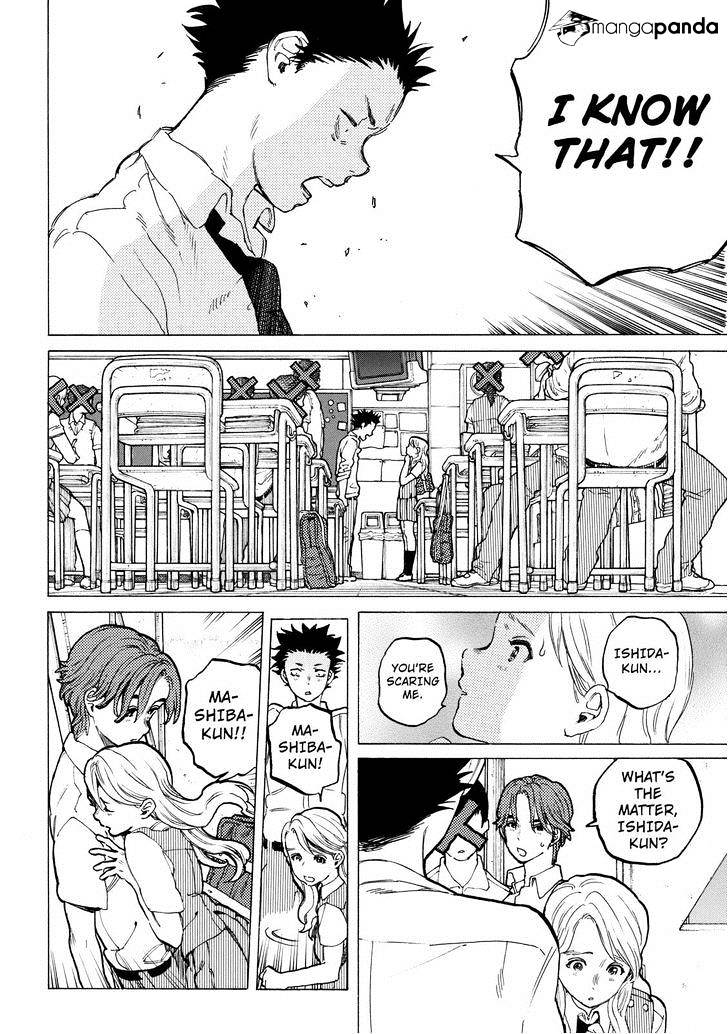 mangapanda
I KNOW
THAT!!
ISHIDA-
KUN...
YOU'RE
SCARING
ME.
WHAT'S
THE
MATTER,
ISHIDA-
KUN?
MA-
SHIBA-
KUN!
MA-
SHIBA-
KUN!!